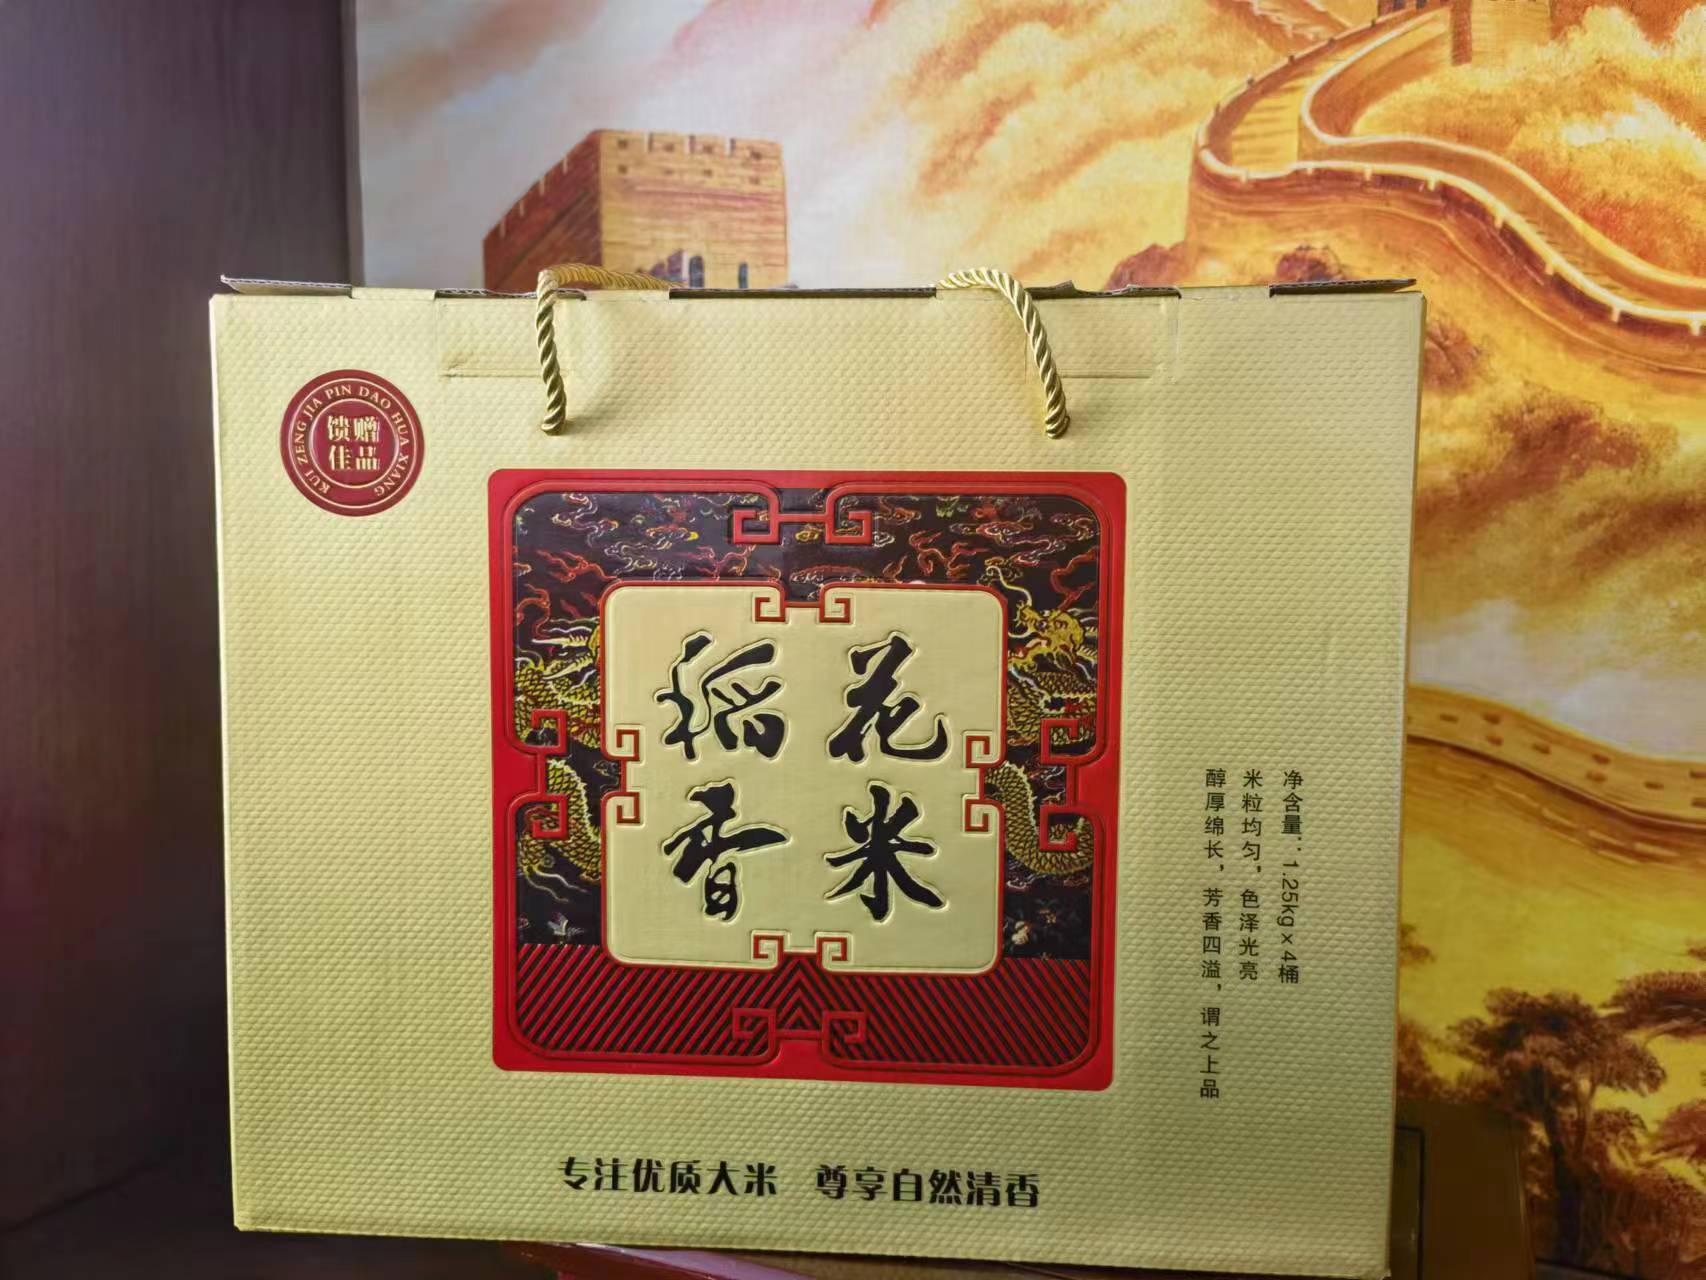 KUI ZENG JIA PIN DAO HUA XIANG
馈赠
佳品
稻花
香米
净含量：1.25kg×4桶
米粒均匀，色泽光亮
醇厚绵长，芳香四溢，谓之上品
专注优质大米 尊享自然清香